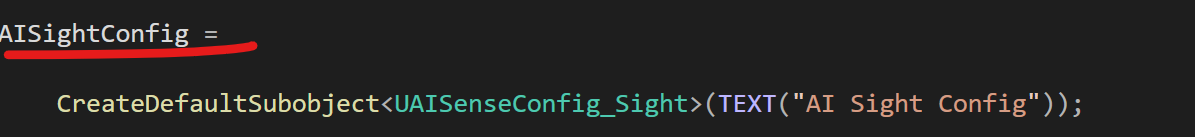 AISightConfig =
CreateDefaultSubobject<UAISenseConfig_Sight>(TEXT("AI Sight Config"));